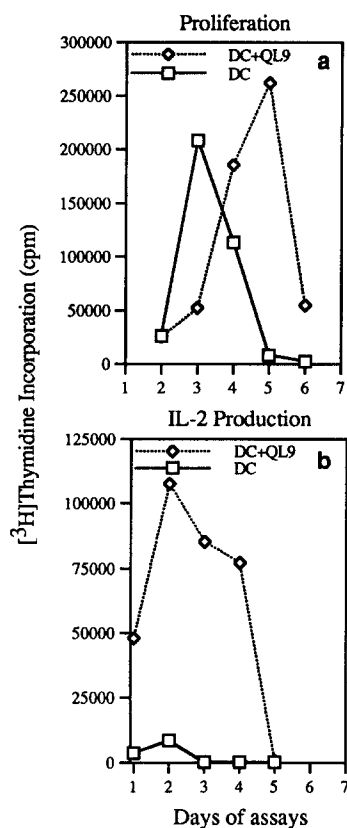 Proliferation
300000
250000
200000
150000
100000
50000
0
DC+QL9
DC
a
1 2 3 4 5 6 7
[³H]Thymidine Incorporation (cpm)
IL-2 Production
125000
100000
75000
50000
25000
0
DC+QL9
DC
b
1 2 3 4 5 6 7
Days of assays